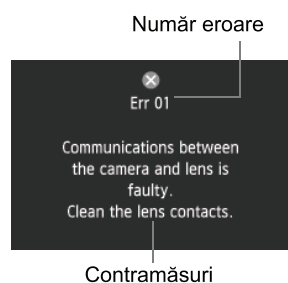 Număr eroare
Err 01
Communications between
the camera and lens is
faulty.
Clean the lens contacts.
Contramăsuri